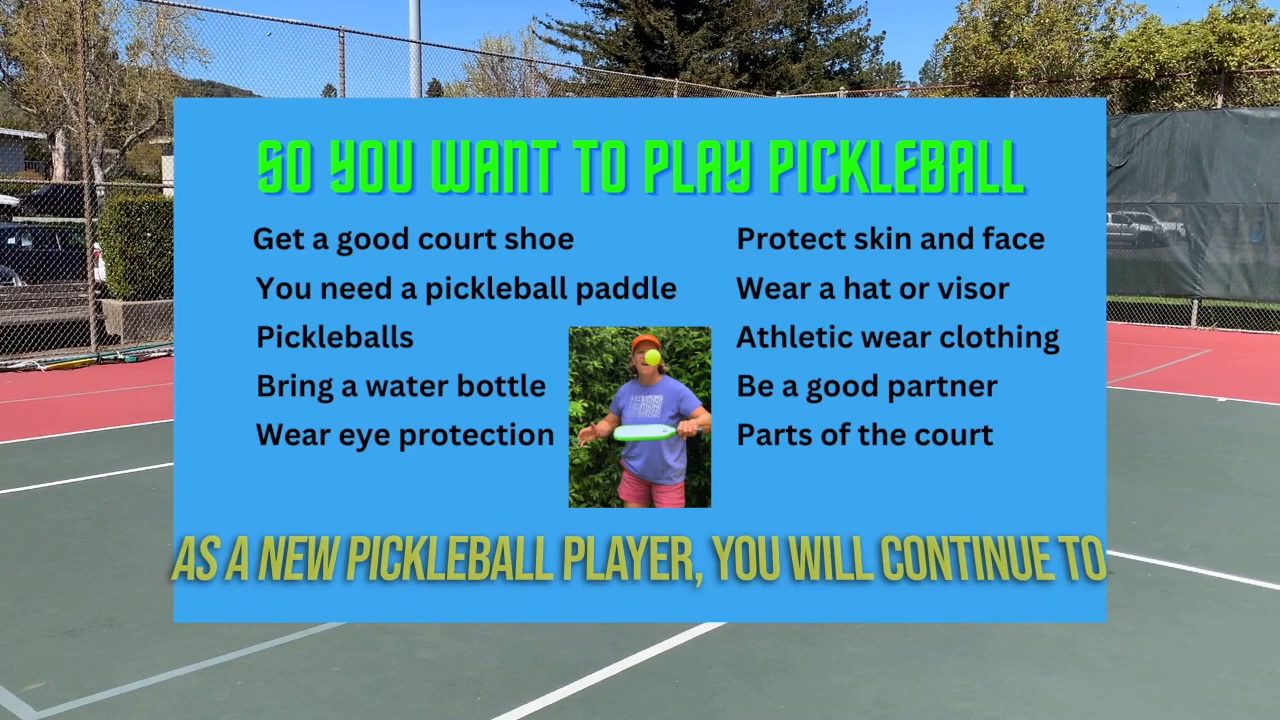 SO YOU WANT TO PLAY PICKLEBALL
Get a good court shoe
You need a pickleball paddle
Pickleballs
Bring a water bottle
Wear eye protection
Protect skin and face
Wear a hat or visor
Athletic wear clothing
Be a good partner
Parts of the court
AS A NEW PICKLEBALL PLAYER, YOU WILL CONTINUE TO